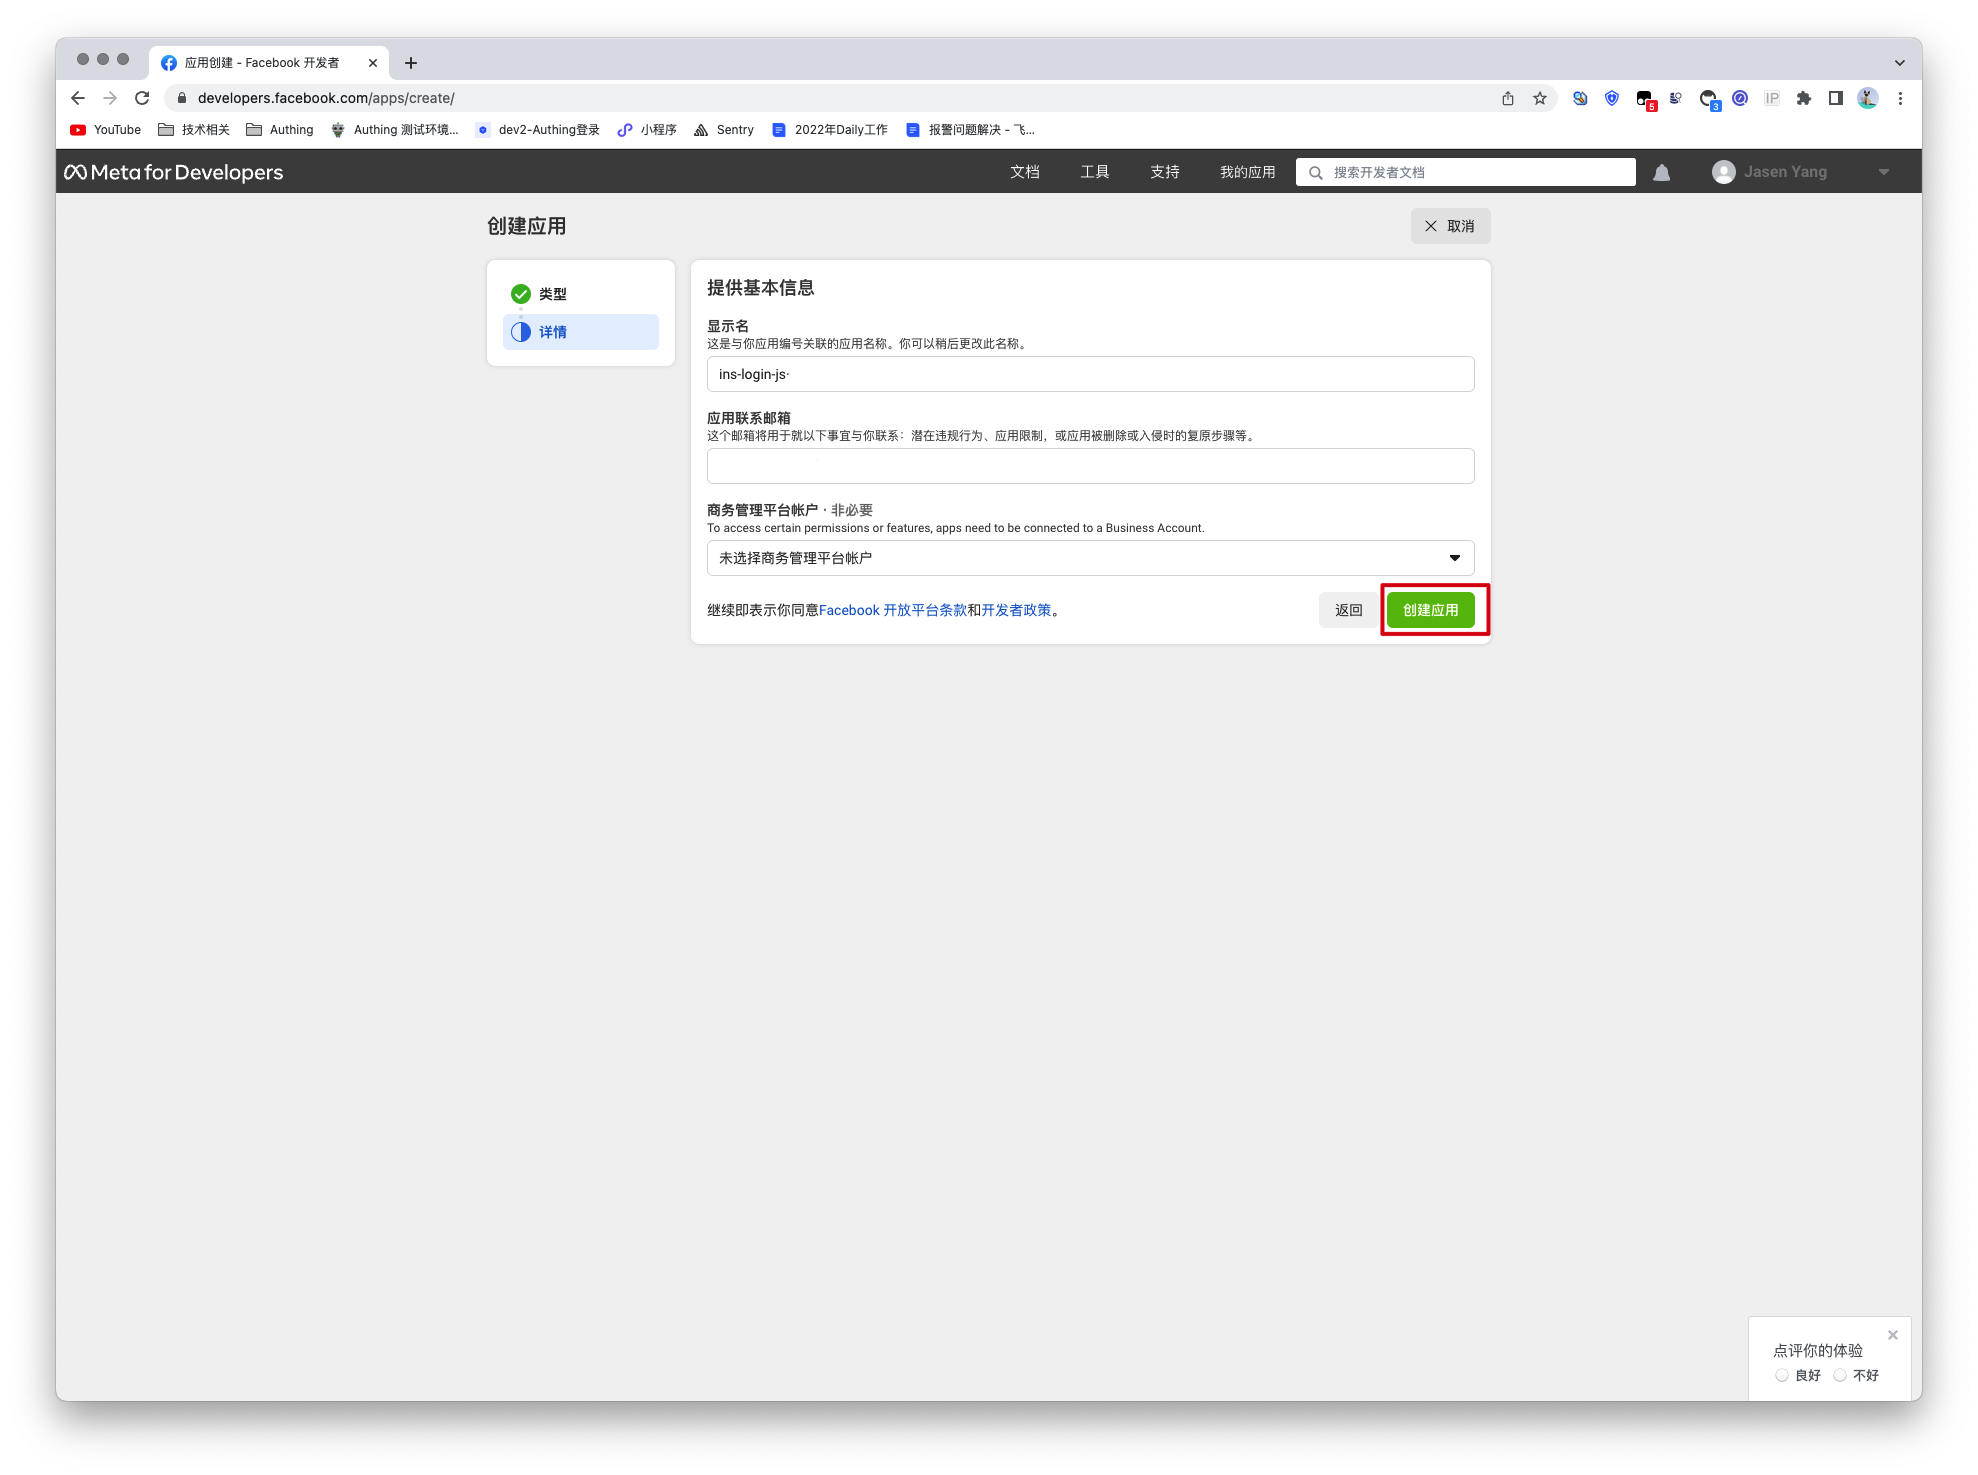 应用创建 - Facebook 开发者
developers.facebook.com/apps/create/
5
3
IP
YouTube
技术相关
Authing
Authing 测试环境...
dev2-Authing登录
小程序
Sentry
2022年Daily工作
报警问题解决 - 飞...
Meta for Developers
文档
工具
支持
我的应用
搜索开发者文档
Jasen Yang
创建应用
取消
类型
详情
提供基本信息
显示名
这是与你应用编号关联的应用名称。你可以稍后更改此名称。
ins-login-js·
应用联系邮箱
这个邮箱将用于就以下事宜与你联系：潜在违规行为、应用限制，或应用被删除或入侵时的复原步骤等。
商务管理平台帐户 · 非必要
To access certain permissions or features, apps need to be connected to a Business Account.
未选择商务管理平台帐户
继续即表示你同意Facebook 开放平台条款和开发者政策。
返回
创建应用
点评你的体验
良好
不好